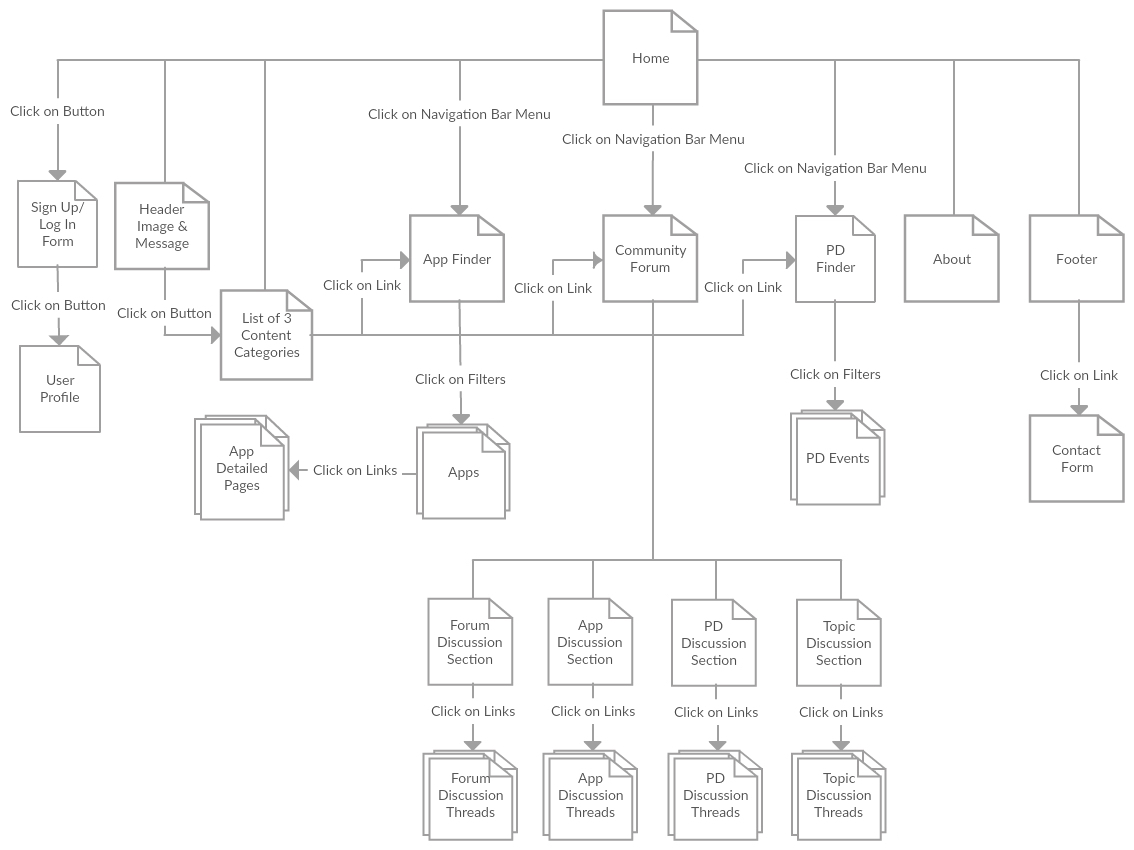 Home
Click on Button
Click on Navigation Bar Menu
Click on Navigation Bar Menu
Click on Navigation Bar Menu
Sign Up/
Log In
Form
Header
Image &
Message
App Finder
Community
Forum
PD
Finder
About
Footer
Click on Link
Click on Link
Click on Link
Click on Button
Click on Button
List of 3
Content
Categories
User
Profile
Click on Filters
Click on Filters
Click on Link
App
Detailed
Pages
Click on Links
Apps
PD Events
Contact
Form
Forum
Discussion
Section
App
Discussion
Section
PD
Discussion
Section
Topic
Discussion
Section
Click on Links
Click on Links
Click on Links
Click on Links
Forum
Discussion
Threads
App
Discussion
Threads
PD
Discussion
Threads
Topic
Discussion
Threads